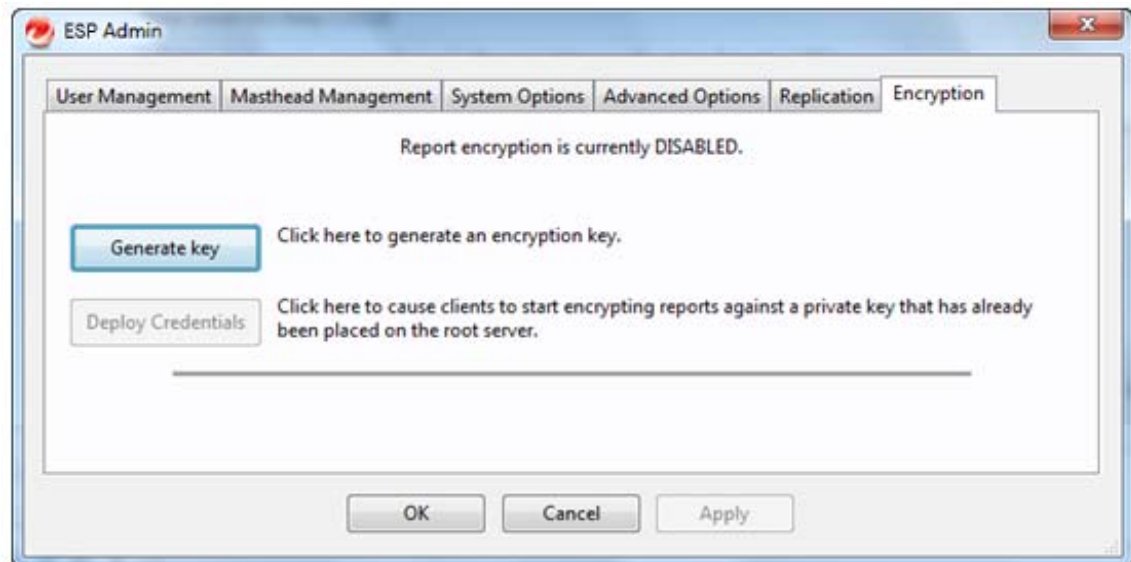 ESP Admin
User Management Masthead Management System Options Advanced Options Replication Encryption
Report encryption is currently DISABLED.
Generate key
Click here to generate an encryption key.
Deploy Credentials
Click here to cause clients to start encrypting reports against a private key that has already
been placed on the root server.
OK Cancel Apply